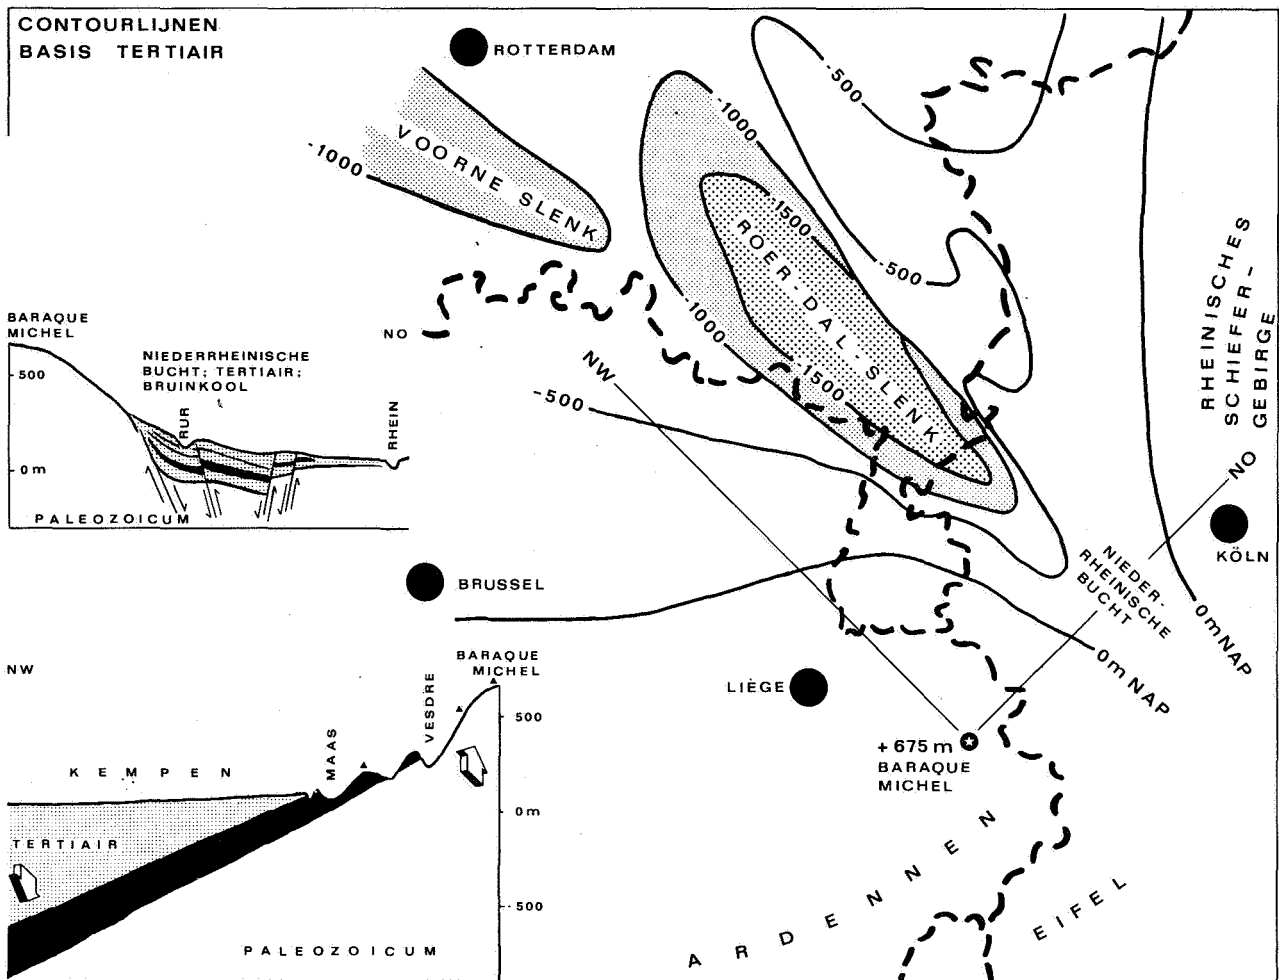 CONTOURLIJNEN
BASIS TERTIAIR
ROTTERDAM
-1000
VOORNE SLENK
-1000
-1500
ROER-DAL-SLENK
-1500
-1000
-500
-500
-500
RHEINISCHES
SCHIEFER-
GEBIRGE
NO
KÖLN
NIEDER-
RHEINISCHE
BUCHT
0m NAP
0m NAP
NW
BARAQUE
MICHEL
NO
500
0 m
NIEDERRHEINISCHE
BUCHT; TERTIAIR:
BRUINKOOL
RUR
RHEIN
PALEOZOICUM
BRUSSEL
LIÈGE
+ 675 m
BARAQUE
MICHEL
ARDENNEN
EIFEL
NW
BARAQUE
MICHEL
VESDRE
MAAS
KEMPEN
500
0 m
-500
TERTIAIR
PALEOZOICUM